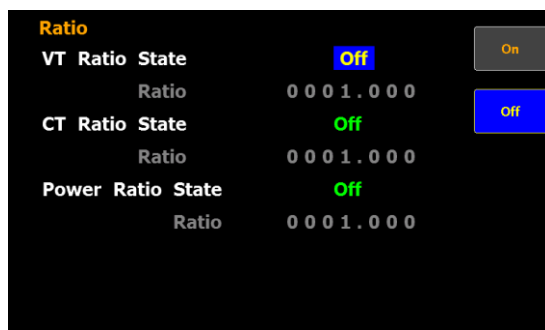 Ratio
VT Ratio State Off
Ratio 0001.000
CT Ratio State Off
Ratio 0001.000
Power Ratio State Off
Ratio 0001.000
On
Off